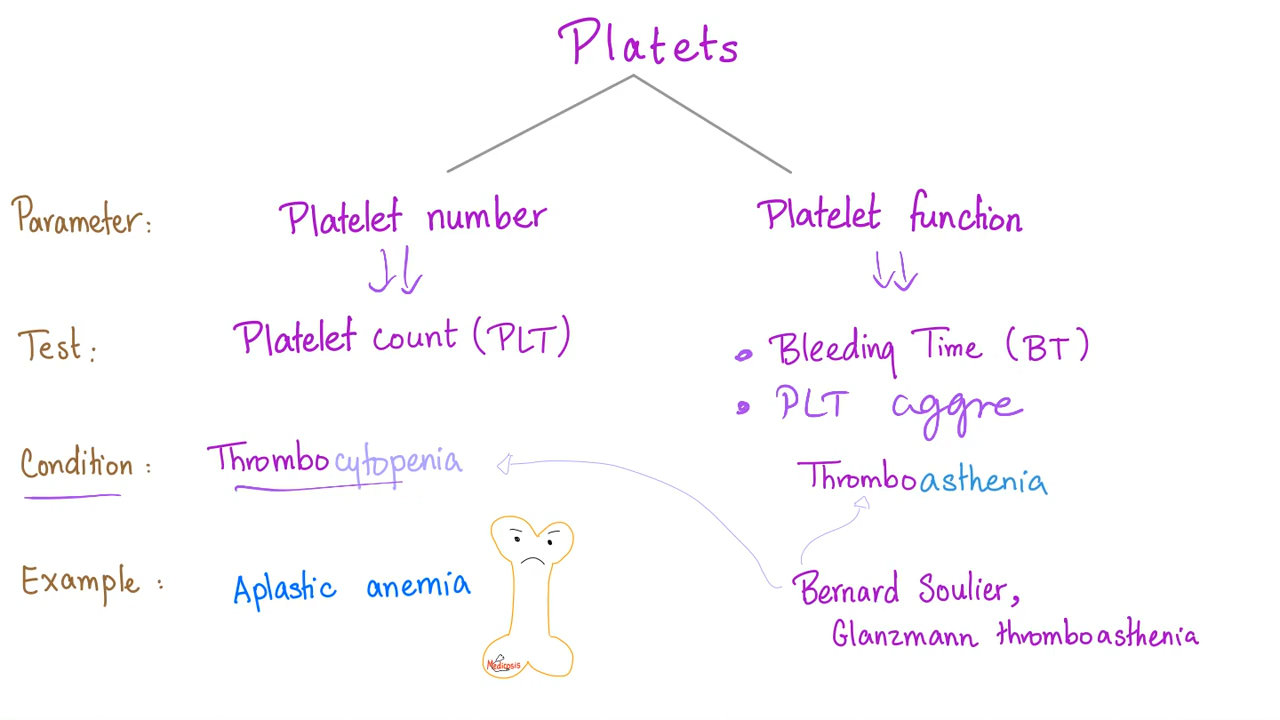 Platets
Parameter: Platelet number Platelet function
Test: Platelet count (PLT) • Bleeding Time (BT)
• PLT aggre
Condition: Thrombocytopenia Thromboasthenia
Example: Aplastic anemia Bernard Soulier,
Glanzmann thromboasthenia
Medicosis